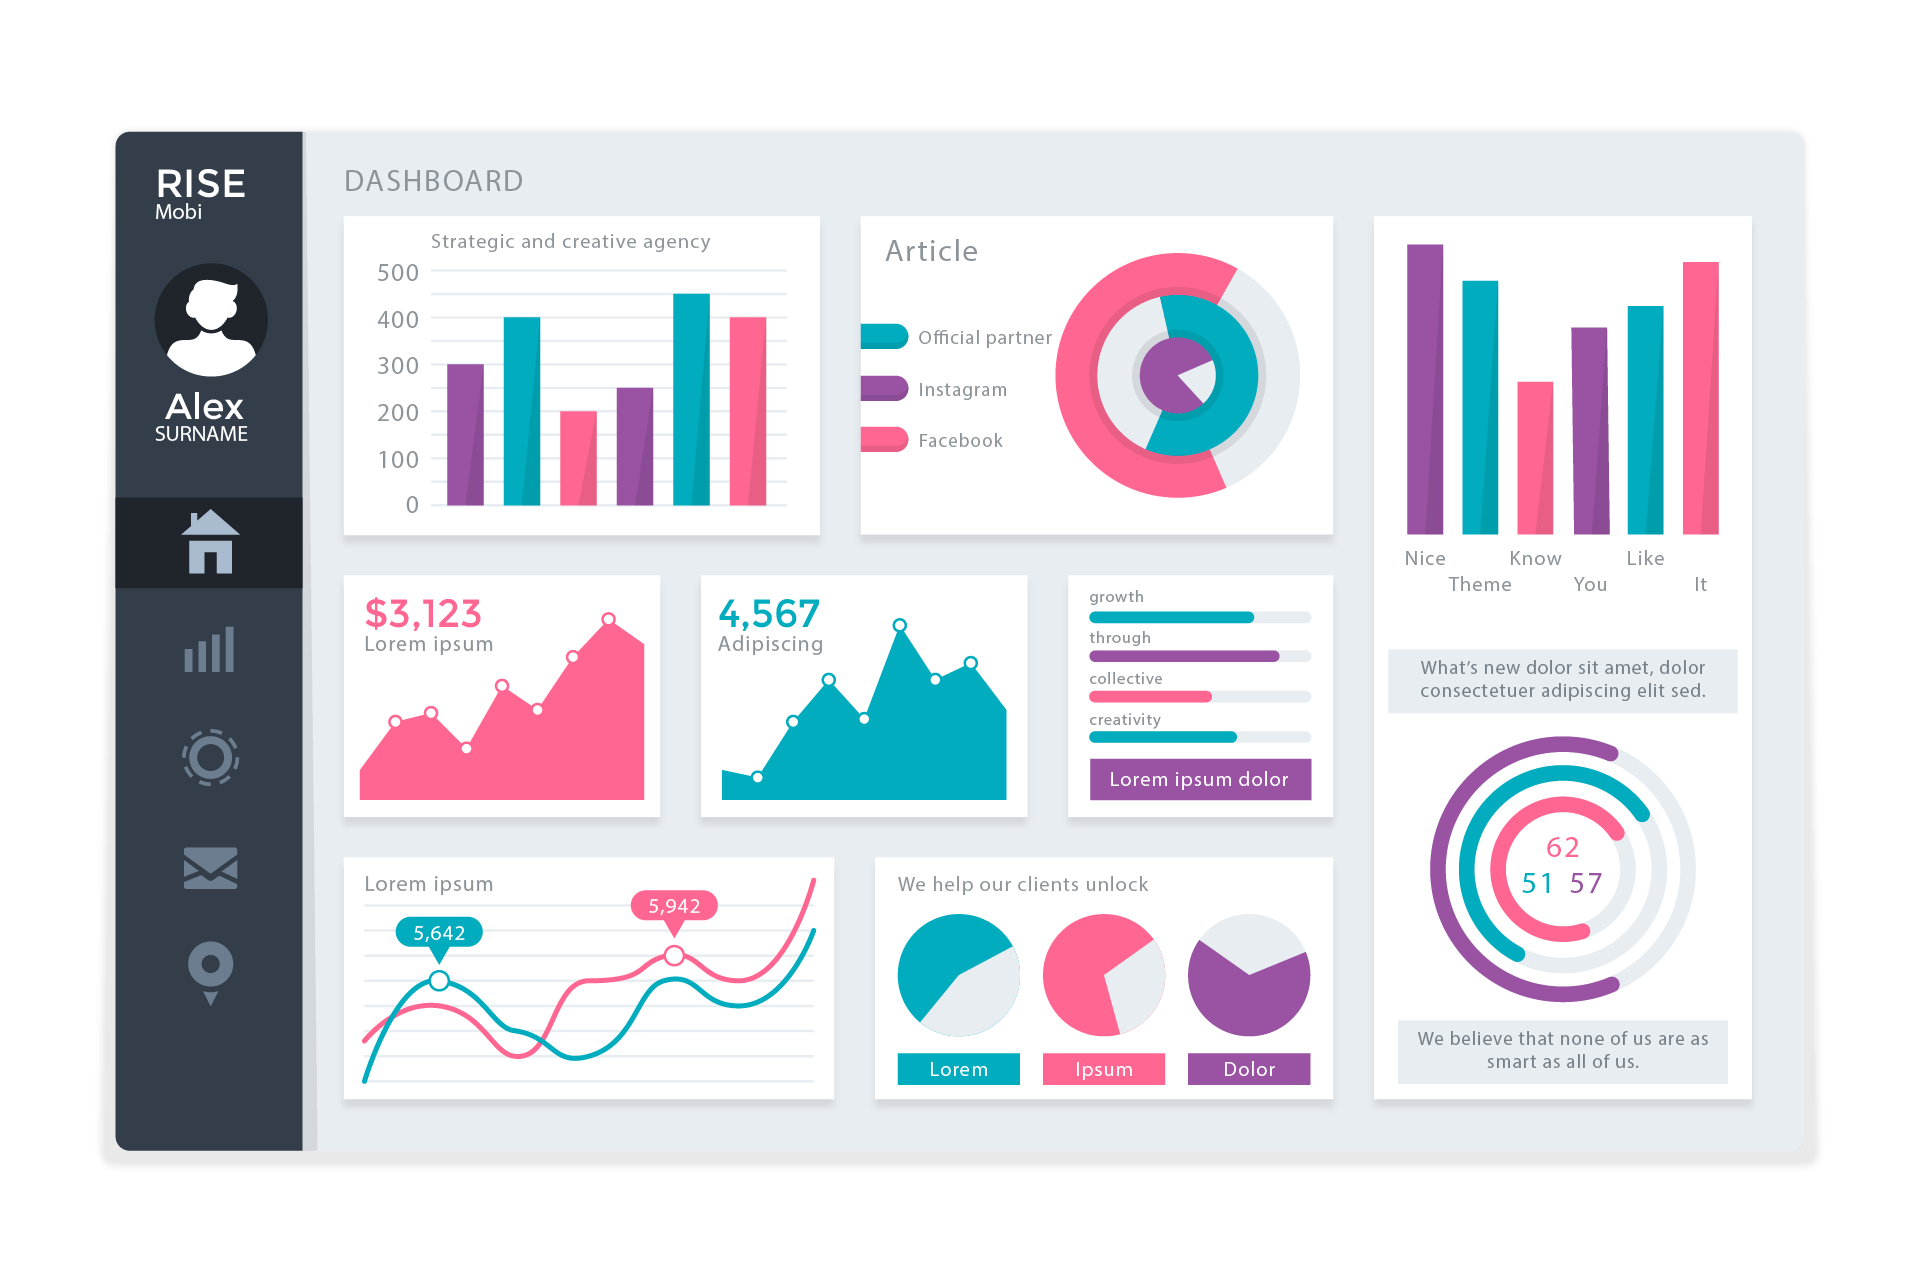 RISE
Mobi
Alex
SURNAME
DASHBOARD
Strategic and creative agency
500
400
300
200
100
0
Article
Official partner
Instagram
Facebook
Nice
Know
Like
Theme
You
It
$3,123
Lorem ipsum
4,567
Adipiscing
growth
through
collective
creativity
Lorem ipsum dolor
What's new dolor sit amet, dolor
consectetuer adipiscing elit sed.
62
51 57
We believe that none of us are as
smart as all of us.
Lorem ipsum
5,642
5,942
We help our clients unlock
Lorem
Ipsum
Dolor